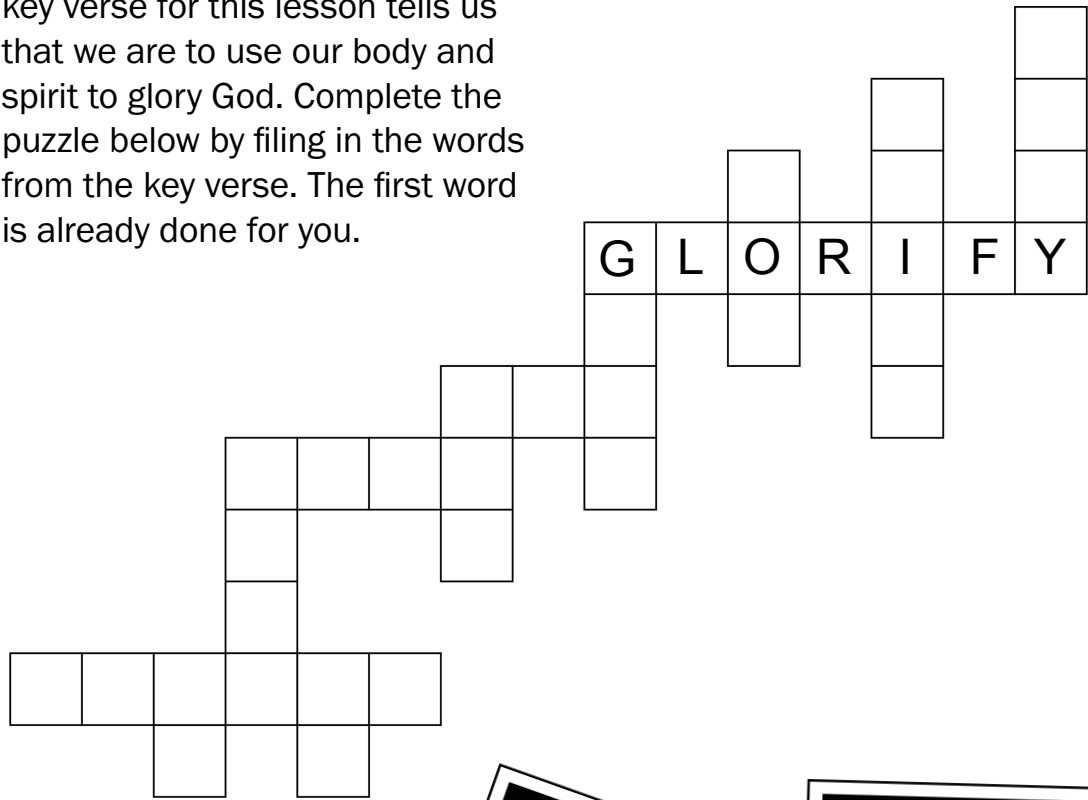 key verse for this lesson tells us
that we are to use our body and
spirit to glory God. Complete the
puzzle below by filing in the words
from the key verse. The first word
is already done for you.
G L O R I F Y